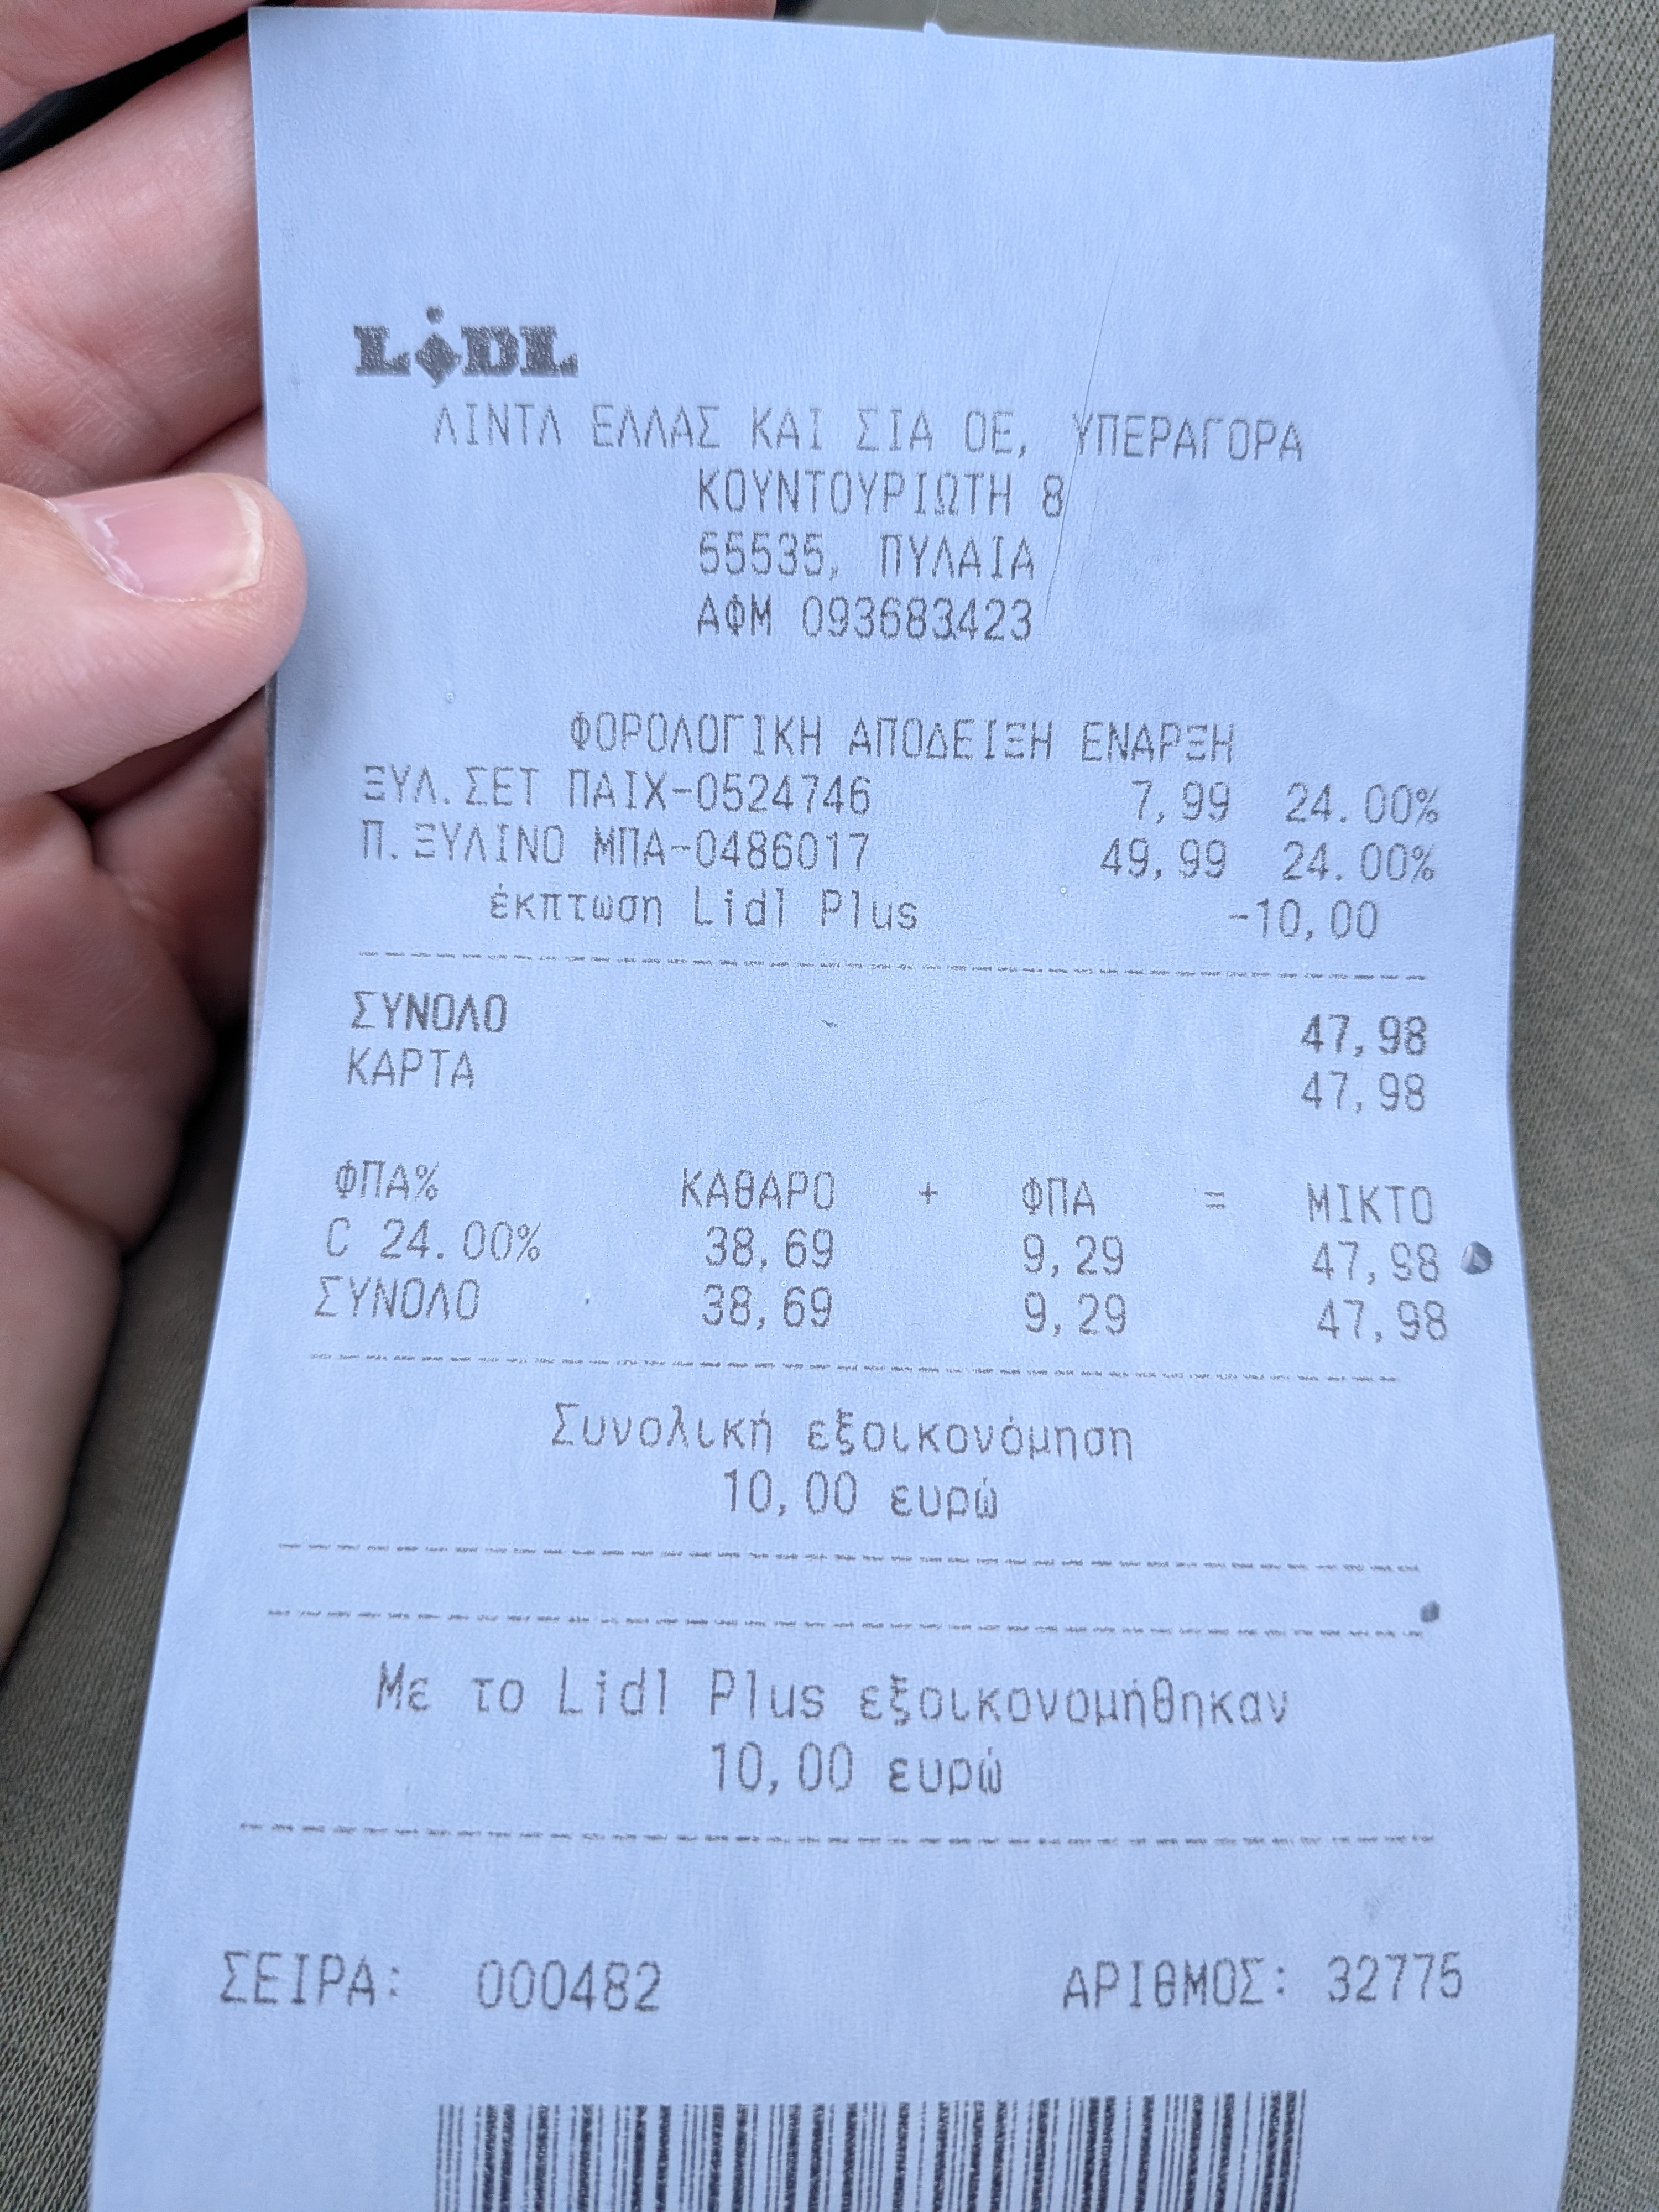 LIDL
ΛΙΝΤΛ ΕΛΛΑΣ ΚΑΙ ΣΙΑ ΟΕ, ΥΠΕΡΑΓΟΡΑ
ΚΟΥΝΤΟΥΡΙΩΤΗ 8
55535, ΠΥΛΑΙΑ
ΑΦΜ 093683423
ΦΟΡΟΛΟΓΙΚΗ ΑΠΟΔΕΙΞΗ ΕΝΑΡΞΗ
ΞΥΛ.ΣΕΤ ΠΑΙΧ-0524746 7,99 24.00%
Π.ΞΥΛΙΝΟ ΜΠΑ-0486017 49,99 24.00%
έκπτωση Lidl Plus -10,00
ΣΥΝΟΛΟ 47,98
ΚΑΡΤΑ 47,98
ΦΠΑ% ΚΑΘΑΡΟ + ΦΠΑ = ΜΙΚΤΟ
C 24.00% 38,69 9,29 47,98
ΣΥΝΟΛΟ 38,69 9,29 47,98
Συνολική εξοικονόμηση
10,00 ευρώ
Με το Lidl Plus εξοικονομήθηκαν
10,00 ευρώ
ΣΕΙΡΑ: 000482 ΑΡΙΘΜΟΣ: 32775